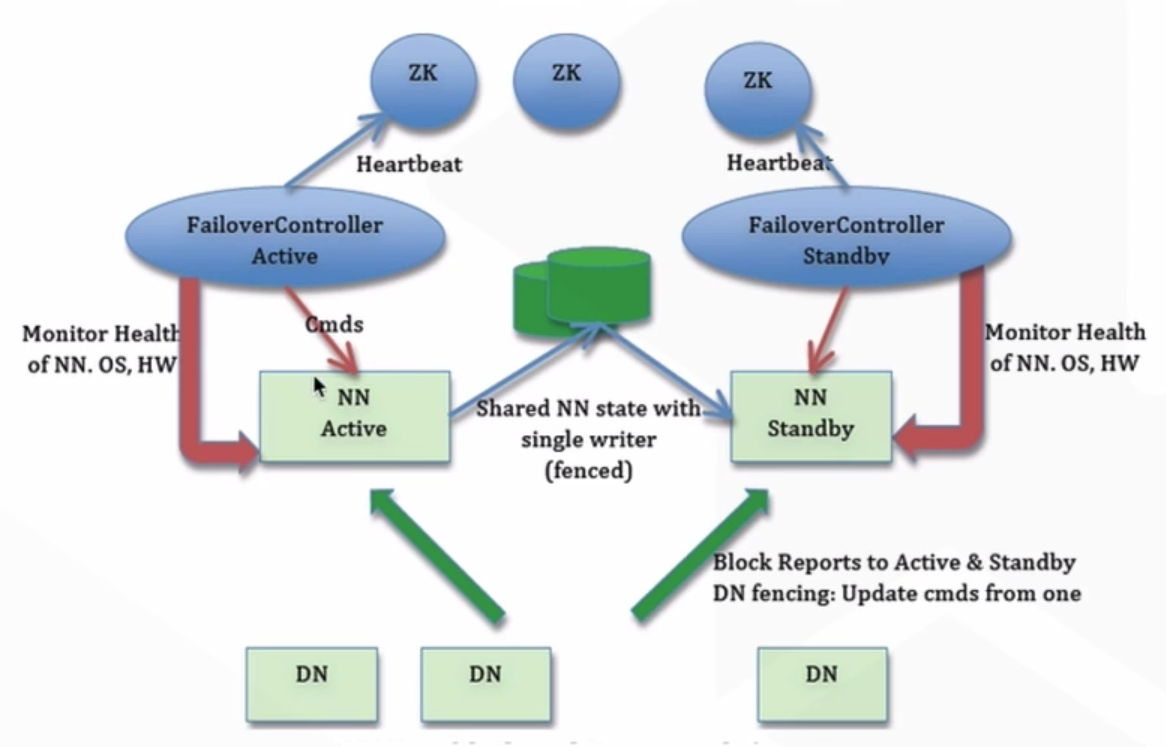 ZK
ZK
ZK
Heartbeat
Heartbeat
FailoverController
Active
FailoverController
Standby
Cmds
Monitor Health
of NN. OS, HW
Monitor Health
of NN. OS, HW
NN
Active
Shared NN state with
single writer
(fenced)
NN
Standby
Block Reports to Active & Standby
DN fencing: Update cmds from one
DN
DN
DN